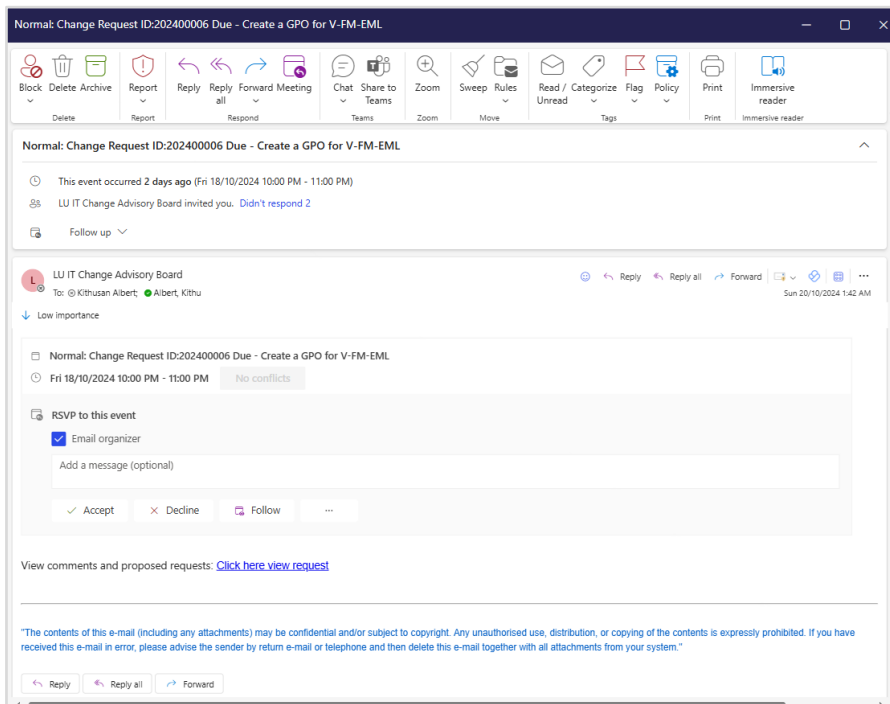 Normal: Change Request ID:202400006 Due - Create a GPO for V-FM-EML
Block Delete Archive Report Reply Reply all Forward Meeting Chat Share to Teams Zoom Sweep Rules Read / Unread Categorize Flag Policy Print Immersive reader
Delete Report Respond Teams Zoom Move Tags Print Immersive reader
Normal: Change Request ID:202400006 Due - Create a GPO for V-FM-EML
This event occurred 2 days ago (Fri 18/10/2024 10:00 PM - 11:00 PM)
LU IT Change Advisory Board invited you. Didn't respond 2
Follow up
L
LU IT Change Advisory Board
Reply Reply all Forward
To: Kithusan Albert; Albert, Kithu
Sun 20/10/2024 1:42 AM
Low importance
Normal: Change Request ID:202400006 Due - Create a GPO for V-FM-EML
Fri 18/10/2024 10:00 PM - 11:00 PM No conflicts
RSVP to this event
Email organizer
Add a message (optional)
Accept Decline Follow ...
View comments and proposed requests: Click here view request
"The contents of this e-mail (including any attachments) may be confidential and/or subject to copyright. Any unauthorised use, distribution, or copying of the contents is expressly prohibited. If you have
received this e-mail in error, please advise the sender by return e-mail or telephone and then delete this e-mail together with all attachments from your system."
Reply Reply all Forward